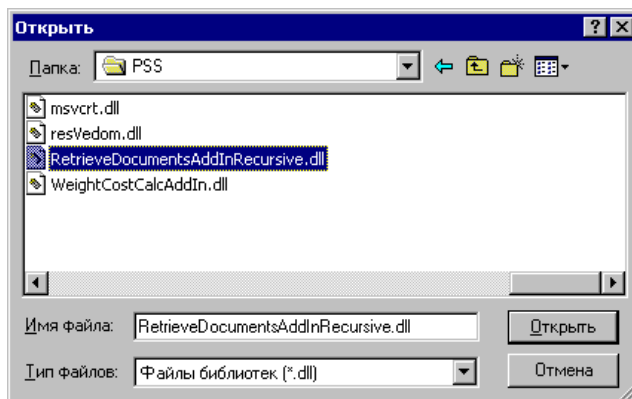 Открыть
Папка: PSS
msvcrt.dll
resVedom.dll
RetrieveDocumentsAddInRecursive.dll
WeightCostCalcAddIn.dll
Имя файла: RetrieveDocumentsAddInRecursive.dll Открыть
Тип файлов: Файлы библиотек (*.dll) Отмена